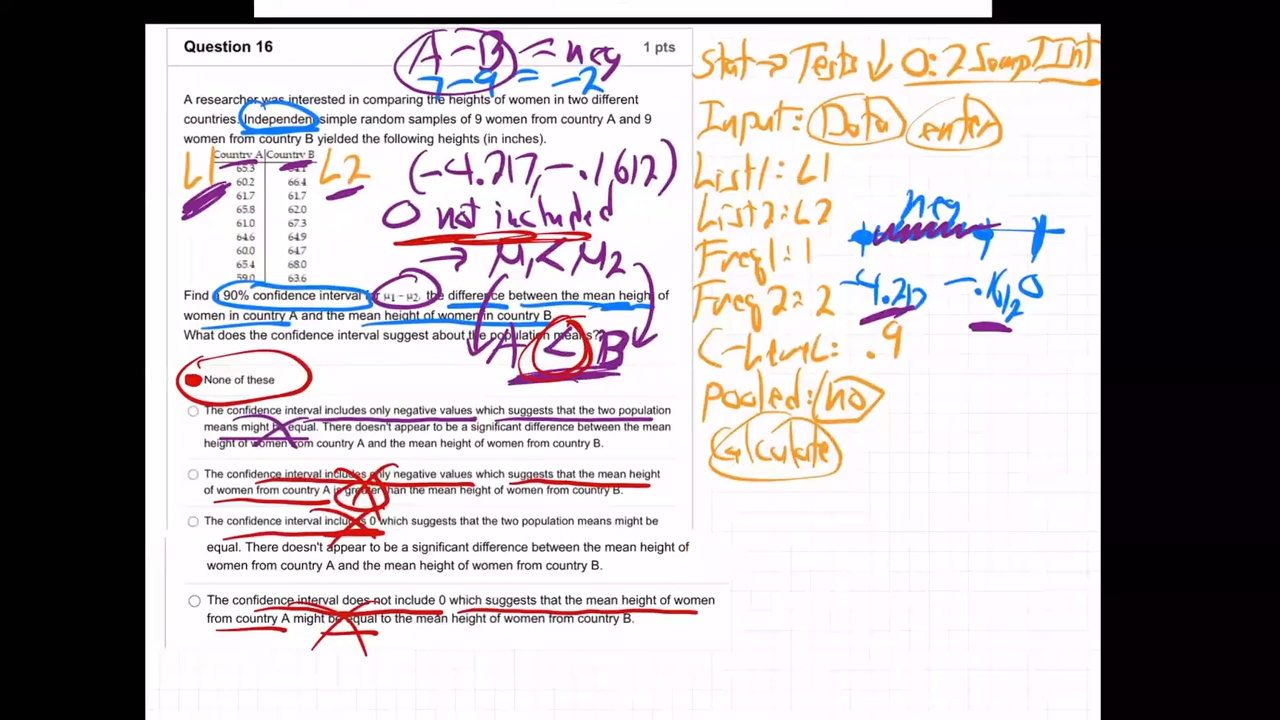 Question 16
1 pts
A - B = neg
7 - 9 = -2
A researcher was interested in comparing the heights of women in two different
countries. Independent simple random samples of 9 women from country A and 9
women from country B yielded the following heights (in inches).
L1 Country A Country B L2
65.3 64.1
60.2 66.4
61.7 61.7
65.8 62.0
61.0 67.3
64.6 64.9
60.0 64.7
65.4 68.0
59.0 63.6
(-4.217, -.1612)
0 not included
→ μ1 < μ2
A < B
Find a 90% confidence interval for μ1 − μ2, the difference between the mean height of
women in country A and the mean height of women in country B.
What does the confidence interval suggest about the population means??
None of these
The confidence interval includes only negative values which suggests that the two population
means might be equal. There doesn't appear to be a significant difference between the mean
height of women from country A and the mean height of women from country B.
The confidence interval includes only negative values which suggests that the mean height
of women from country A is greater than the mean height of women from country B.
The confidence interval includes 0 which suggests that the two population means might be
equal. There doesn't appear to be a significant difference between the mean height of
women from country A and the mean height of women from country B.
The confidence interval does not include 0 which suggests that the mean height of women
from country A might be equal to the mean height of women from country B.
Stat → Tests ↓ 0: 2 SampTInt
Input: Data enter
List1: L1
List2: L2
Freq1: 1
Freq2: 2
C-Level: .9
Pooled: no
Calculate
neg
-4.217 -.1612 0